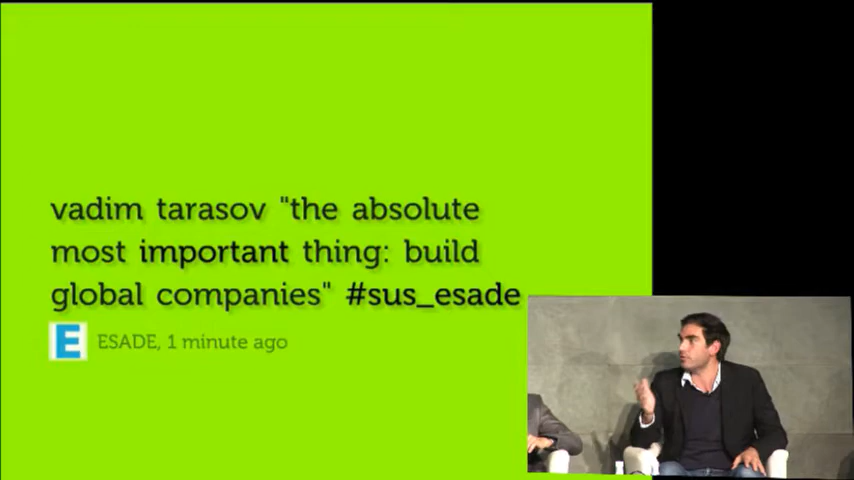 vadim tarasov "the absolute
most important thing: build
global companies" #sus_esade
E ESADE, 1 minute ago